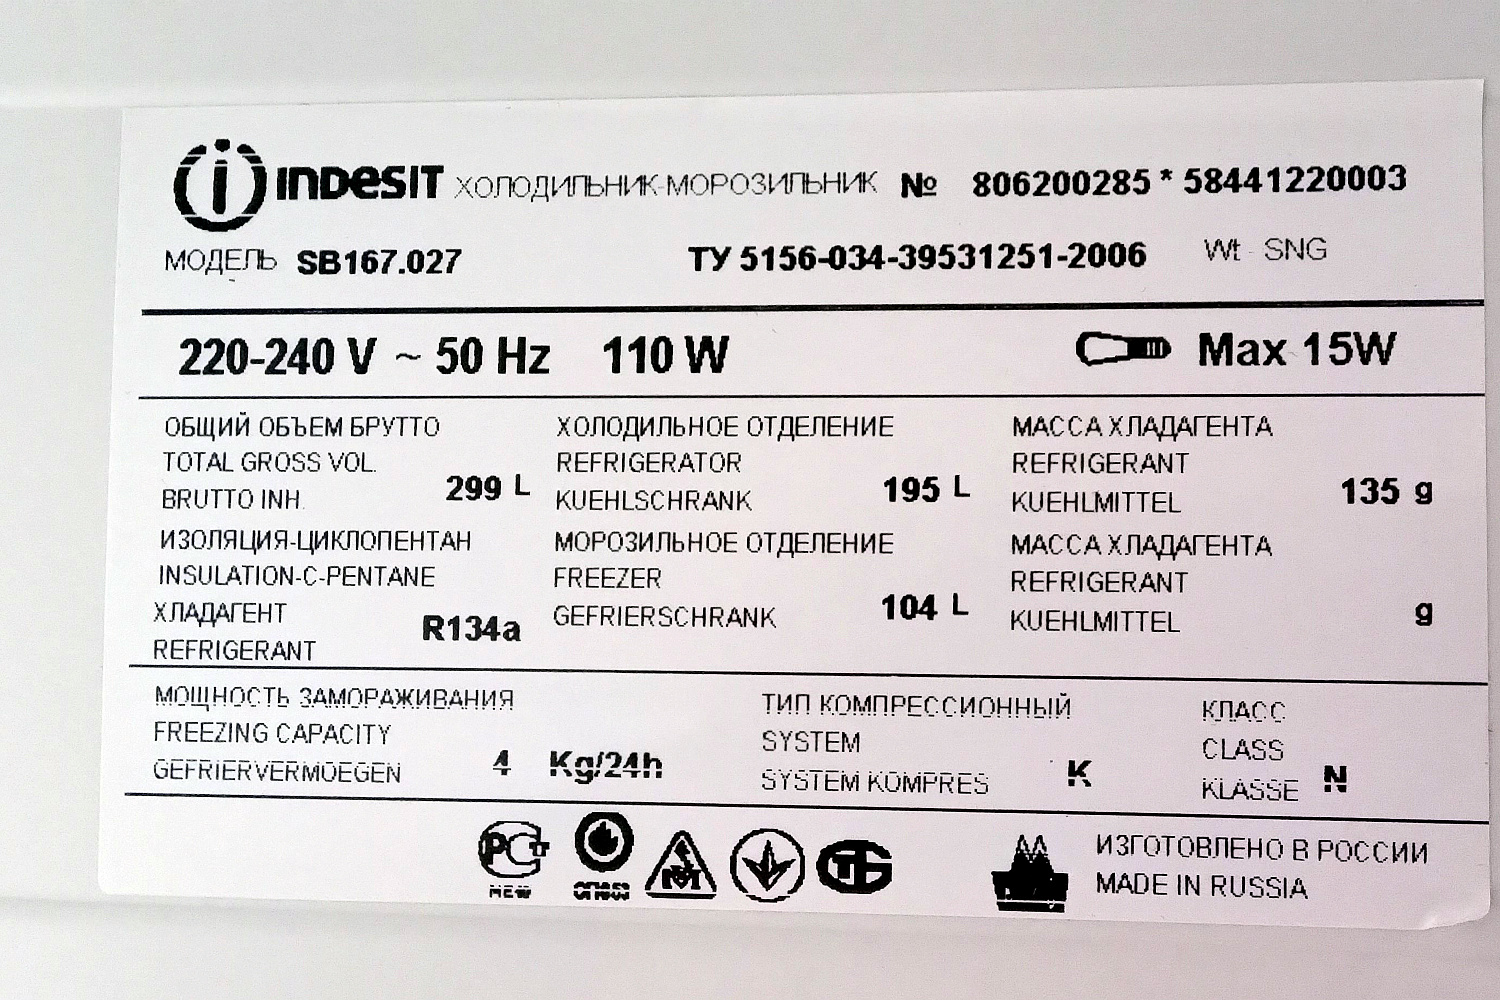 INDESIT ХОЛОДИЛЬНИК-МОРОЗИЛЬНИК № 806200285 * 58441220003
МОДЕЛЬ SB167.027 ТУ 5156-034-39531251-2006 Wt - SNG
220-240 V ~ 50 Hz 110 W Max 15W
ОБЩИЙ ОБЪЕМ БРУТТО
TOTAL GROSS VOL.
BRUTTO INH. 299 L
ХОЛОДИЛЬНОЕ ОТДЕЛЕНИЕ
REFRIGERATOR
KUEHLSCHRANK 195 L
МАССА ХЛАДАГЕНТА
REFRIGERANT
KUEHLMITTEL 135 g
ИЗОЛЯЦИЯ-ЦИКЛОПЕНТАН
INSULATION-C-PENTANE
ХЛАДАГЕНТ
REFRIGERANT R134a
МОРОЗИЛЬНОЕ ОТДЕЛЕНИЕ
FREEZER
GEFRIERSCHRANK 104 L
МАССА ХЛАДАГЕНТА
REFRIGERANT
KUEHLMITTEL g
МОЩНОСТЬ ЗАМОРАЖИВАНИЯ
FREEZING CAPACITY
GEFRIERVERMOEGEN 4 Kg/24h
ТИП КОМПРЕССИОННЫЙ
SYSTEM
SYSTEM KOMPRES K
КЛАСС
CLASS
KLASSE N
ИЗГОТОВЛЕНО В РОССИИ
MADE IN RUSSIA